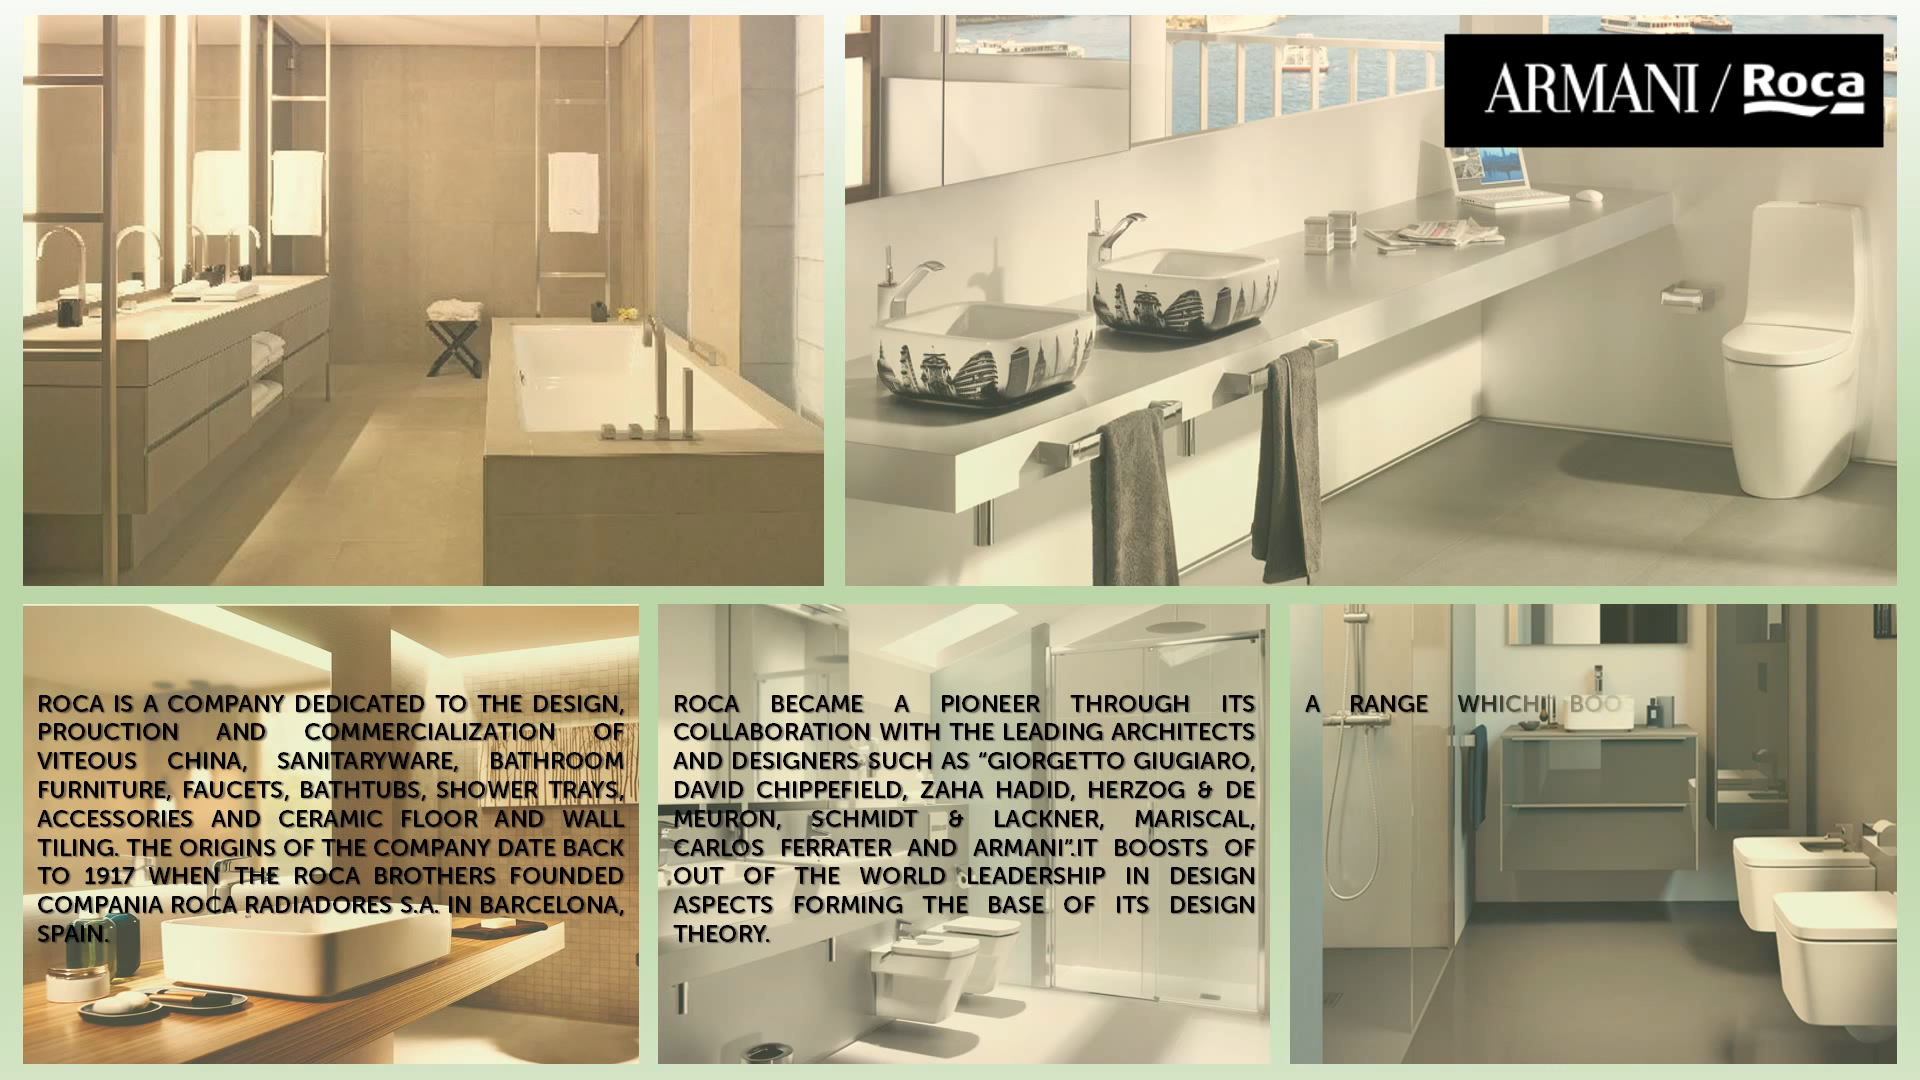 ARMANI / Roca
ROCA IS A COMPANY DEDICATED TO THE DESIGN,
PROUCTION AND COMMERCIALIZATION OF
VITEOUS CHINA, SANITARYWARE, BATHROOM
FURNITURE, FAUCETS, BATHTUBS, SHOWER TRAYS,
ACCESSORIES AND CERAMIC FLOOR AND WALL
TILING. THE ORIGINS OF THE COMPANY DATE BACK
TO 1917 WHEN THE ROCA BROTHERS FOUNDED
COMPANIA ROCA RADIADORES S.A. IN BARCELONA,
SPAIN.
ROCA BECAME A PIONEER THROUGH ITS
COLLABORATION WITH THE LEADING ARCHITECTS
AND DESIGNERS SUCH AS “GIORGETTO GIUGIARO,
DAVID CHIPPEFIELD, ZAHA HADID, HERZOG & DE
MEURON, SCHMIDT & LACKNER, MARISCAL,
CARLOS FERRATER AND ARMANI”.IT BOOSTS OF
OUT OF THE WORLD LEADERSHIP IN DESIGN
ASPECTS FORMING THE BASE OF ITS DESIGN
THEORY.
A RANGE WHICH BOO